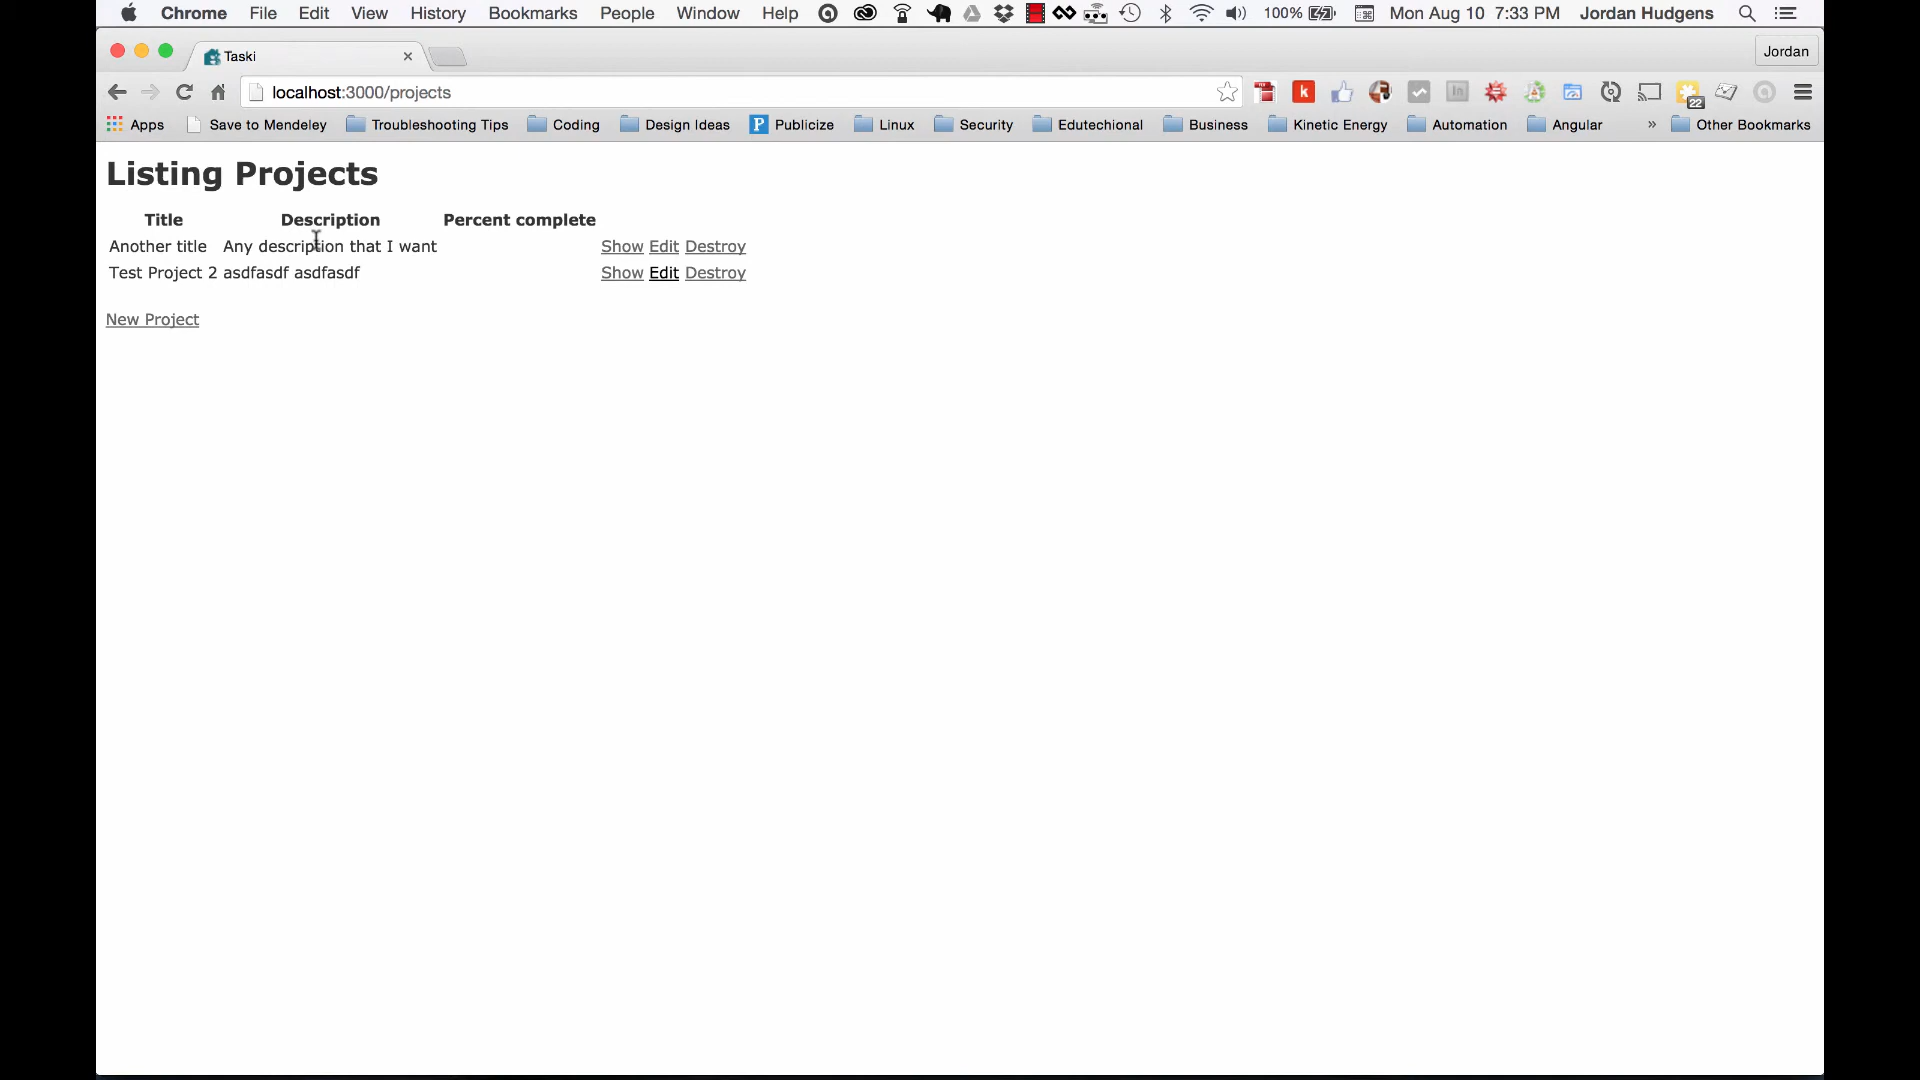 Chrome File Edit View History Bookmarks People Window Help 100% Mon Aug 10 7:33 PM Jordan Hudgens
Taski Jordan
localhost:3000/projects k in 22
Apps Save to Mendeley Troubleshooting Tips Coding Design Ideas P Publicize Linux Security Edutechional Business Kinetic Energy Automation Angular » Other Bookmarks
Listing Projects
Title Description Percent complete
Another title Any description that I want Show Edit Destroy
Test Project 2 asdfasdf asdfasdf Show Edit Destroy
New Project